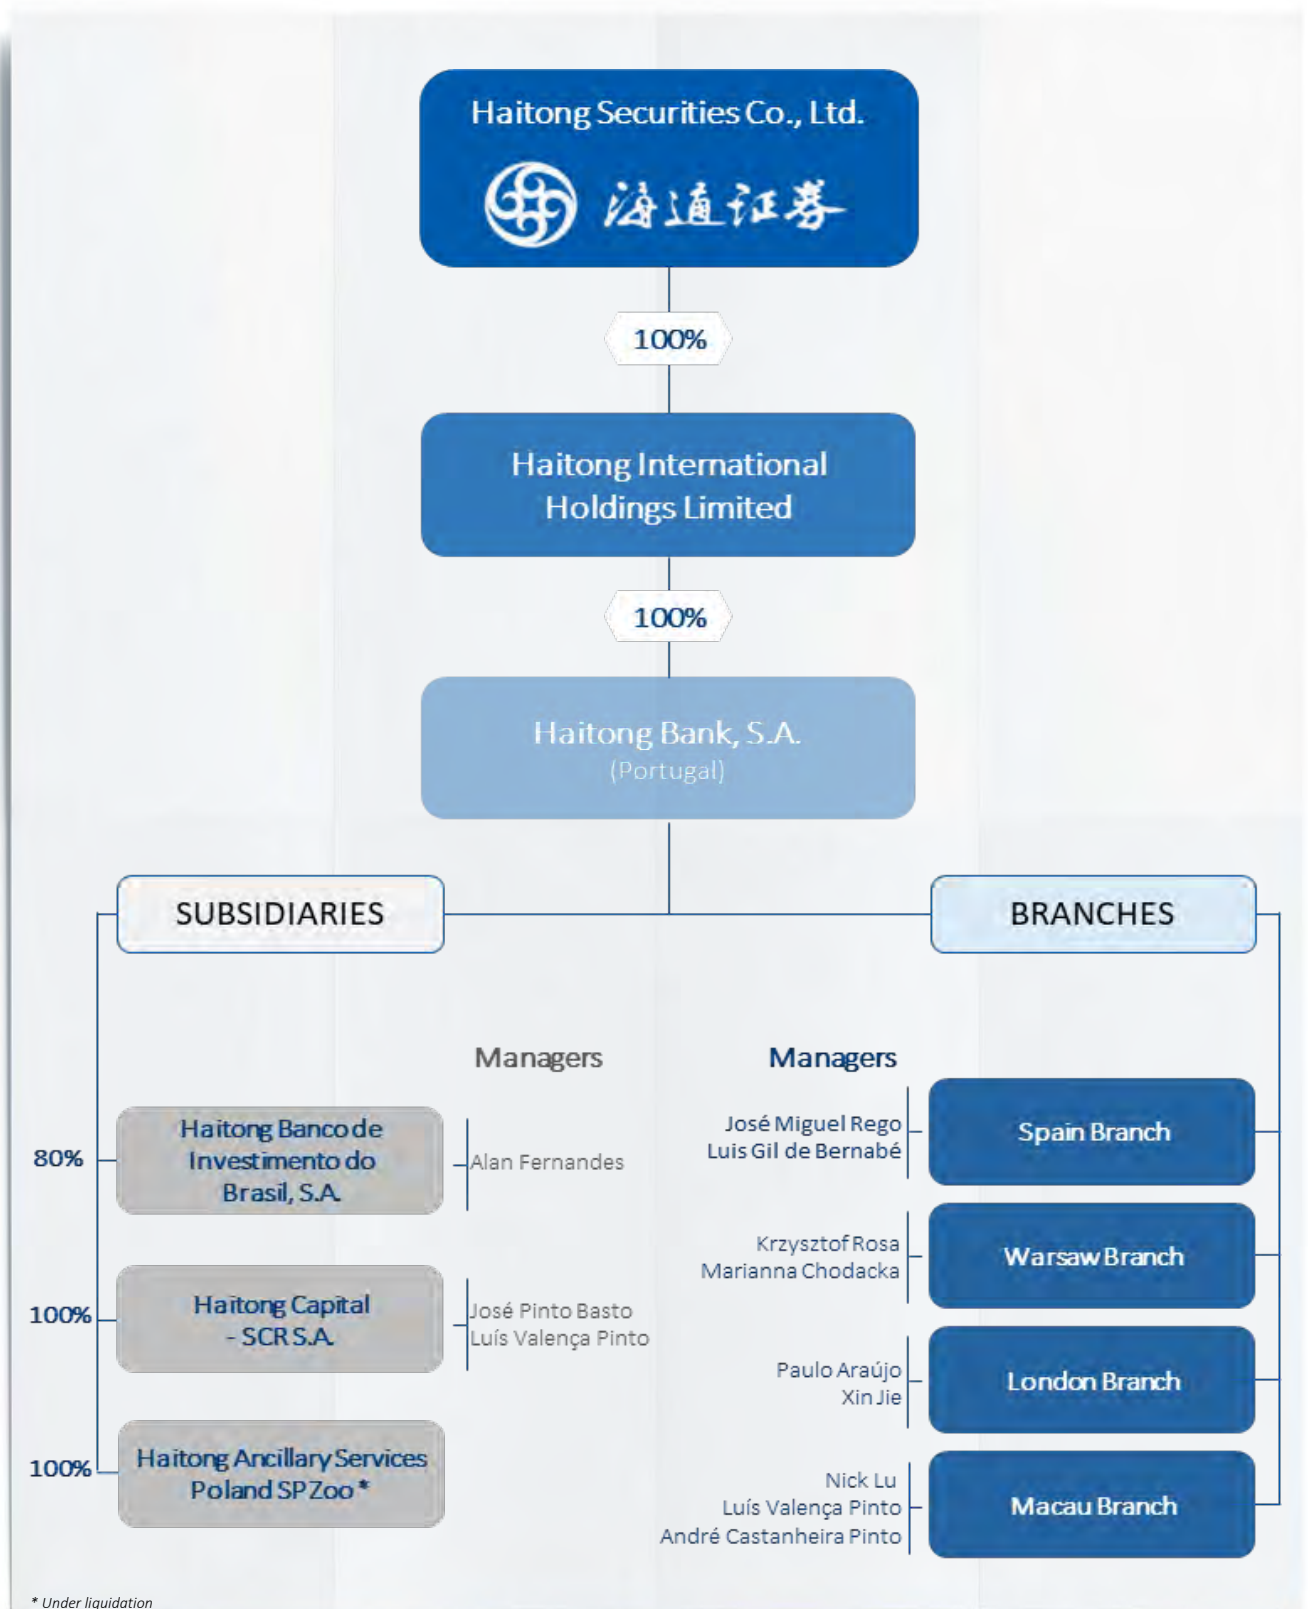 Haitong Securities Co., Ltd.
海通证券
100%
Haitong International
Holdings Limited
100%
Haitong Bank, S.A.
(Portugal)
SUBSIDIARIES
BRANCHES
Managers
80%
Haitong Banco de
Investimento do
Brasil, S.A.
Alan Fernandes
100%
Haitong Capital
- SCR S.A.
José Pinto Basto
Luís Valença Pinto
100%
Haitong Ancillary Services
Poland SP Zoo *
Managers
José Miguel Rego
Luis Gil de Bernabé
Spain Branch
Krzysztof Rosa
Marianna Chodacka
Warsaw Branch
Paulo Araújo
Xin Jie
London Branch
Nick Lu
Luís Valença Pinto
André Castanheira Pinto
Macau Branch
* Under liquidation